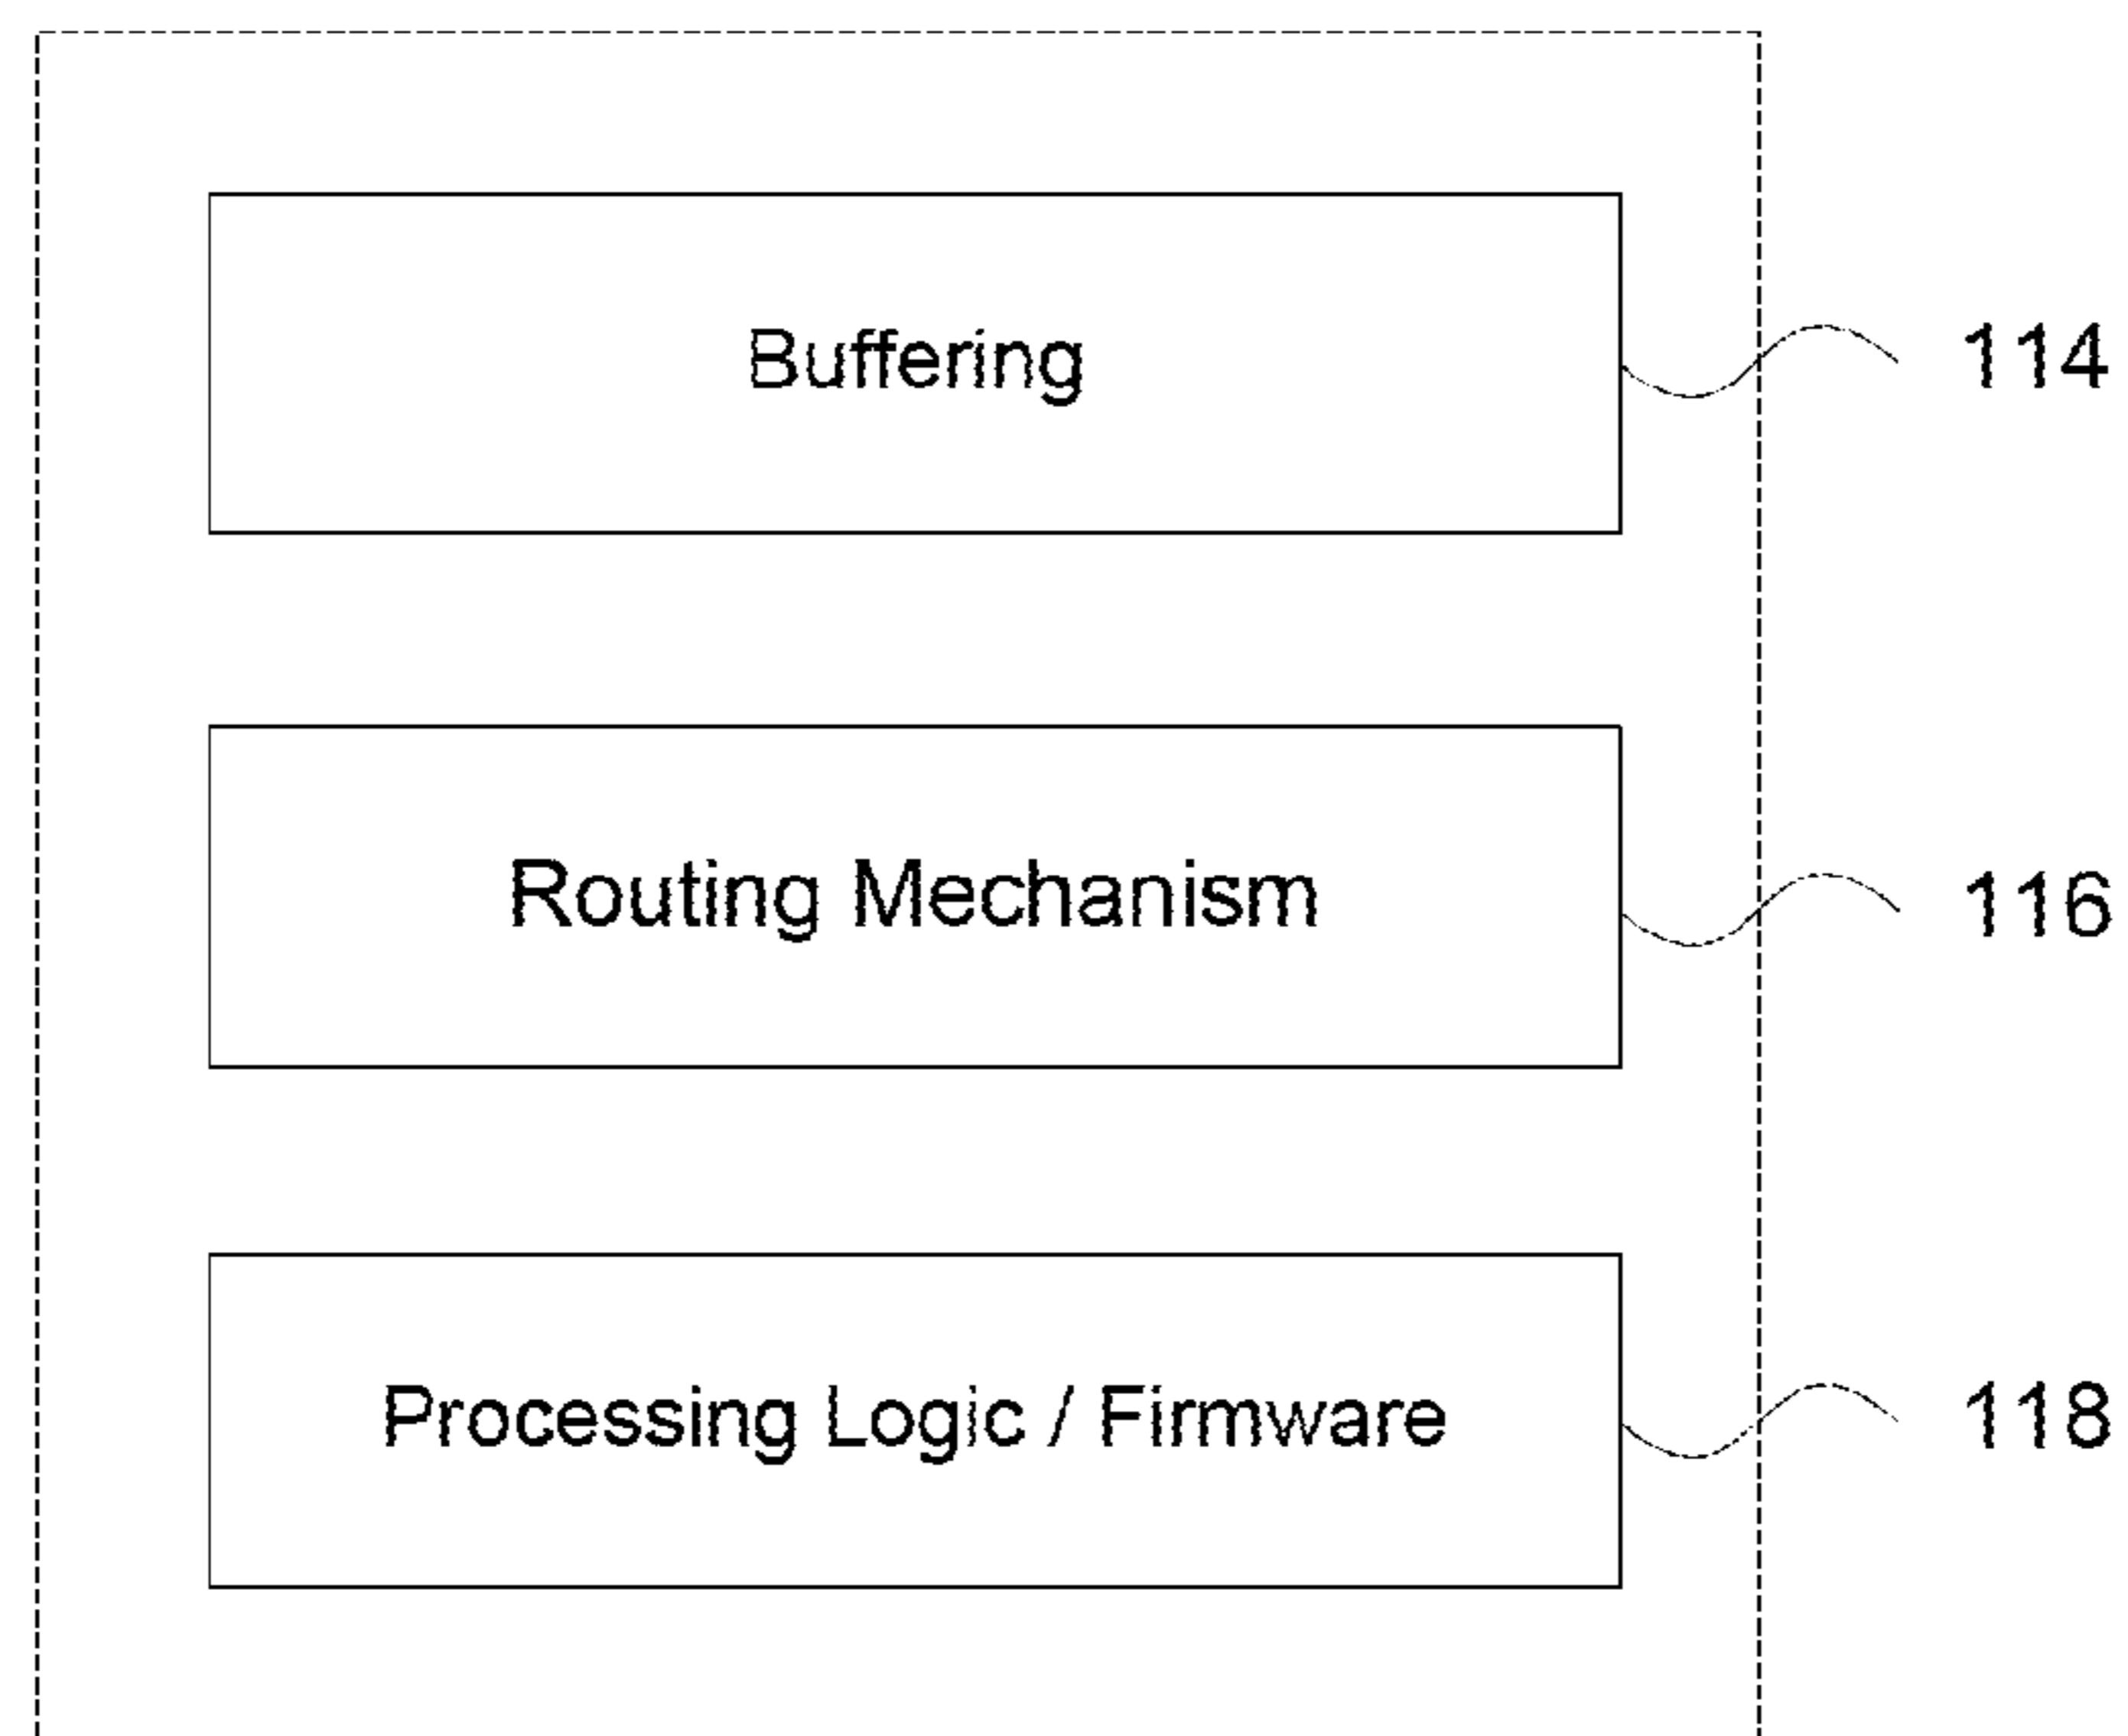 Buffering
114
Routing Mechanism
116
Processing Logic / Firmware
118